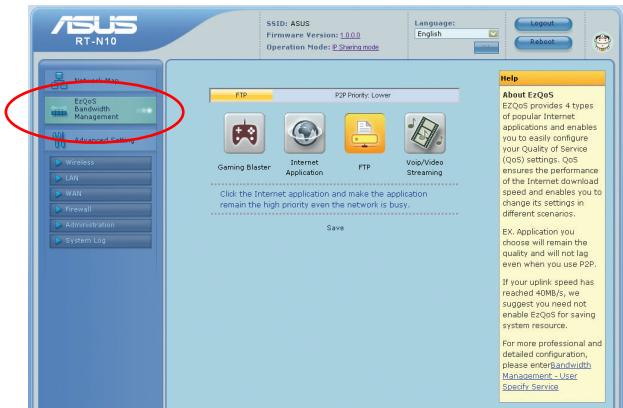 ASUS
RT-N10
SSID: ASUS
Firmware Version: 1.0.0.0
Operation Mode: IP Sharing mode
Language:
English
Logout
Reboot
Network Map
EzQoS
Bandwidth
Management
Advanced Setting
Wireless
LAN
WAN
Firewall
Administration
System Log
FTP P2P Priority: Lower
Gaming Blaster
Internet
Application
FTP
Voip/Video
Streaming
Click the Internet application and make the application
remain the high priority even the network is busy.
Save
Help
About EzQoS
EZQoS provides 4 types
of popular Internet
applications and enables
you to easily configure
your Quality of Service
(QoS) settings. QoS
ensures the performance
of the Internet download
speed and enables you to
change its settings in
different scenarios.
EX. Application you
choose will remain the
quality and will not lag
even when you use P2P.
If your uplink speed has
reached 40MB/s, we
suggest you need not
enable EzQoS for saving
system resource.
For more professional and
detailed configuration,
please enterBandwidth
Management - User
Specify Service